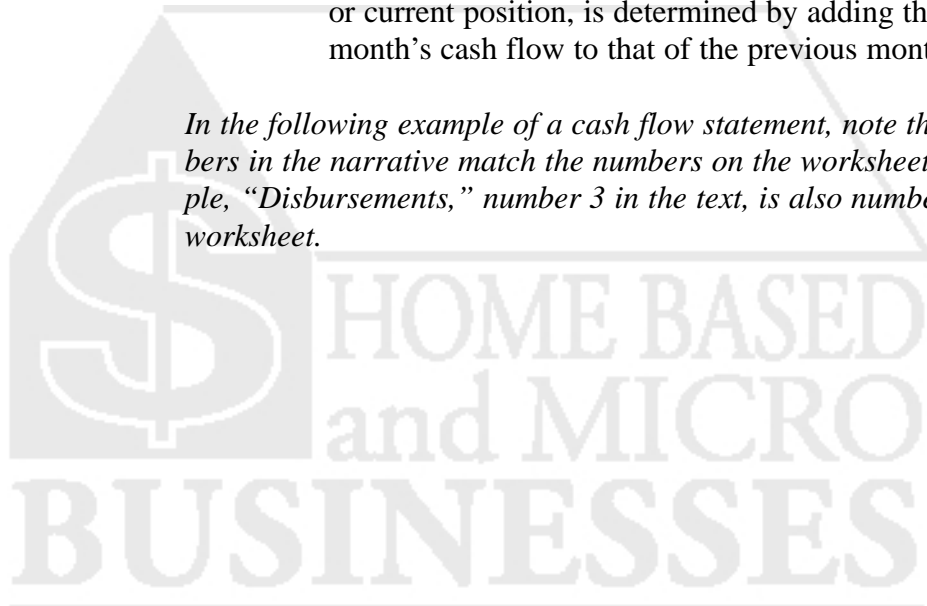 or current position, is determined by adding th
month’s cash flow to that of the previous mont
In the following example of a cash flow statement, note th
bers in the narrative match the numbers on the worksheet
ple, “Disbursements,” number 3 in the text, is also numbe
worksheet.
$ HOME BASED
and MICRO
BUSINESSES